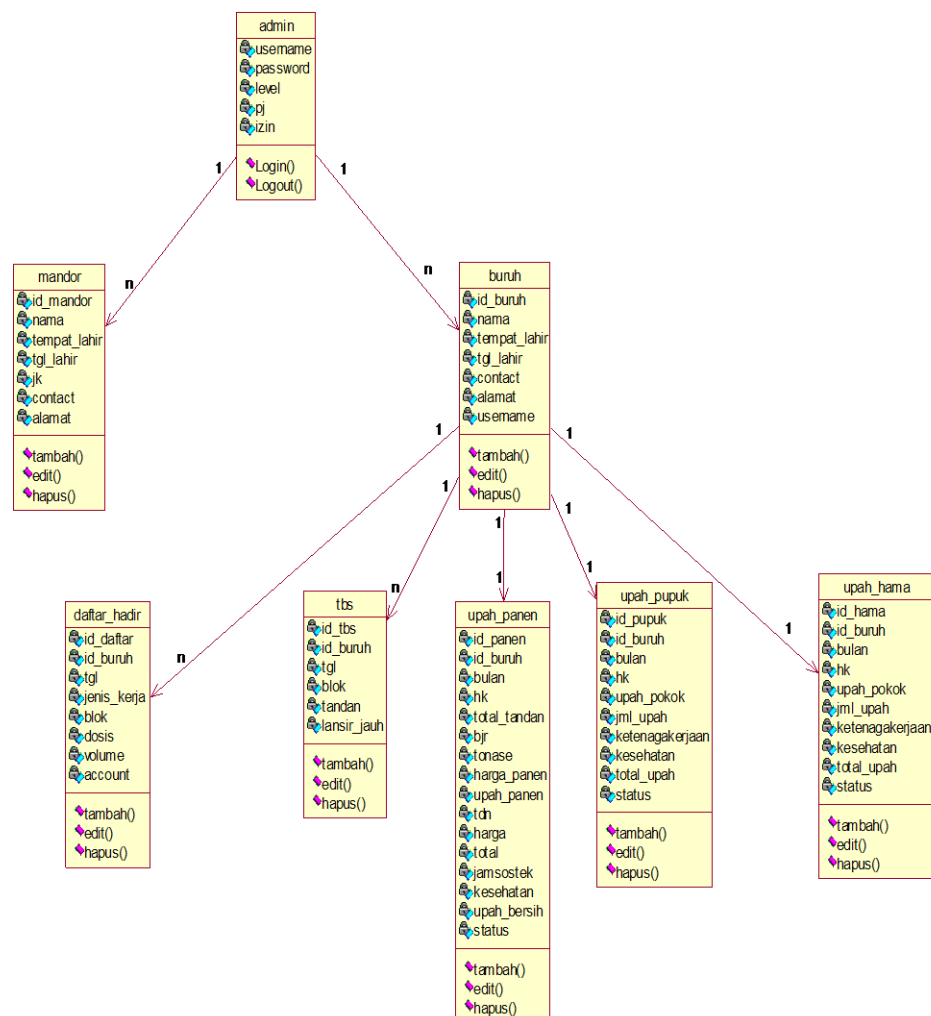 admin
username
password
level
pj
izin
Login()
Logout()
1
1
n
n
mandor
id_mandor
nama
tempat_lahir
tgl_lahir
jk
contact
alamat
tambah()
edit()
hapus()
buruh
id_buruh
nama
tempat_lahir
tgl_lahir
contact
alamat
username
tambah()
edit()
hapus()
1
1
1
1
1
n
n
1
1
1
daftar_hadir
id_daftar
id_buruh
tgl
jenis_kerja
blok
dosis
volume
account
tambah()
edit()
hapus()
tbs
id_tbs
id_buruh
tgl
blok
tandan
lansir_jauh
tambah()
edit()
hapus()
upah_panen
id_panen
id_buruh
bulan
hk
total_tandan
bjr
tonase
harga_panen
upah_panen
tdn
harga
total
jamsostek
kesehatan
upah_bersih
status
tambah()
edit()
hapus()
upah_pupuk
id_pupuk
id_buruh
bulan
hk
upah_pokok
jml_upah
ketenagakerjaan
kesehatan
total_upah
status
tambah()
edit()
hapus()
upah_hama
id_hama
id_buruh
bulan
hk
upah_pokok
jml_upah
ketenagakerjaan
kesehatan
total_upah
status
tambah()
edit()
hapus()